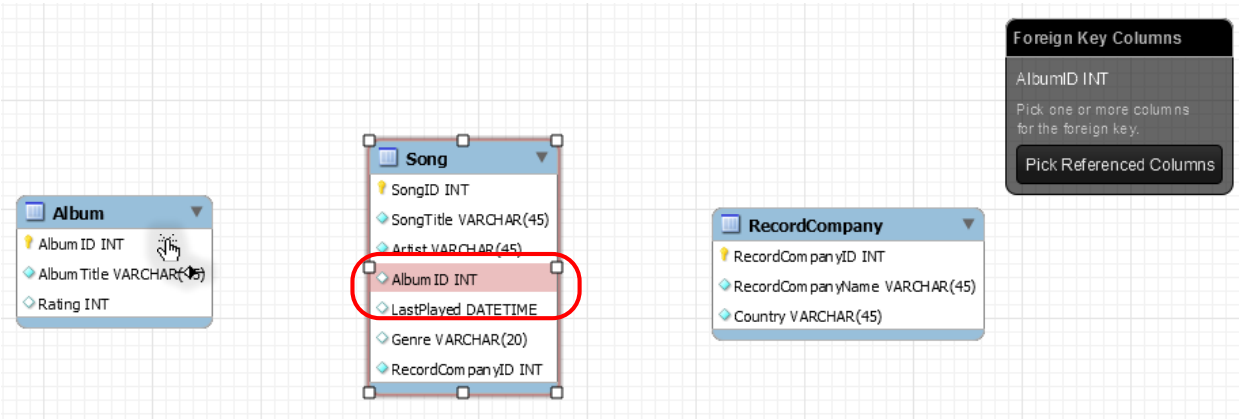 Foreign Key Columns
AlbumID INT
Pick one or more columns
for the foreign key.
Pick Referenced Columns
Album
AlbumID INT
AlbumTitle VARCHAR(45)
Rating INT
Song
SongID INT
SongTitle VARCHAR(45)
Artist VARCHAR(45)
AlbumID INT
LastPlayed DATETIME
Genre VARCHAR(20)
RecordCompanyID INT
RecordCompany
RecordCompanyID INT
RecordCompanyName VARCHAR(45)
Country VARCHAR(45)